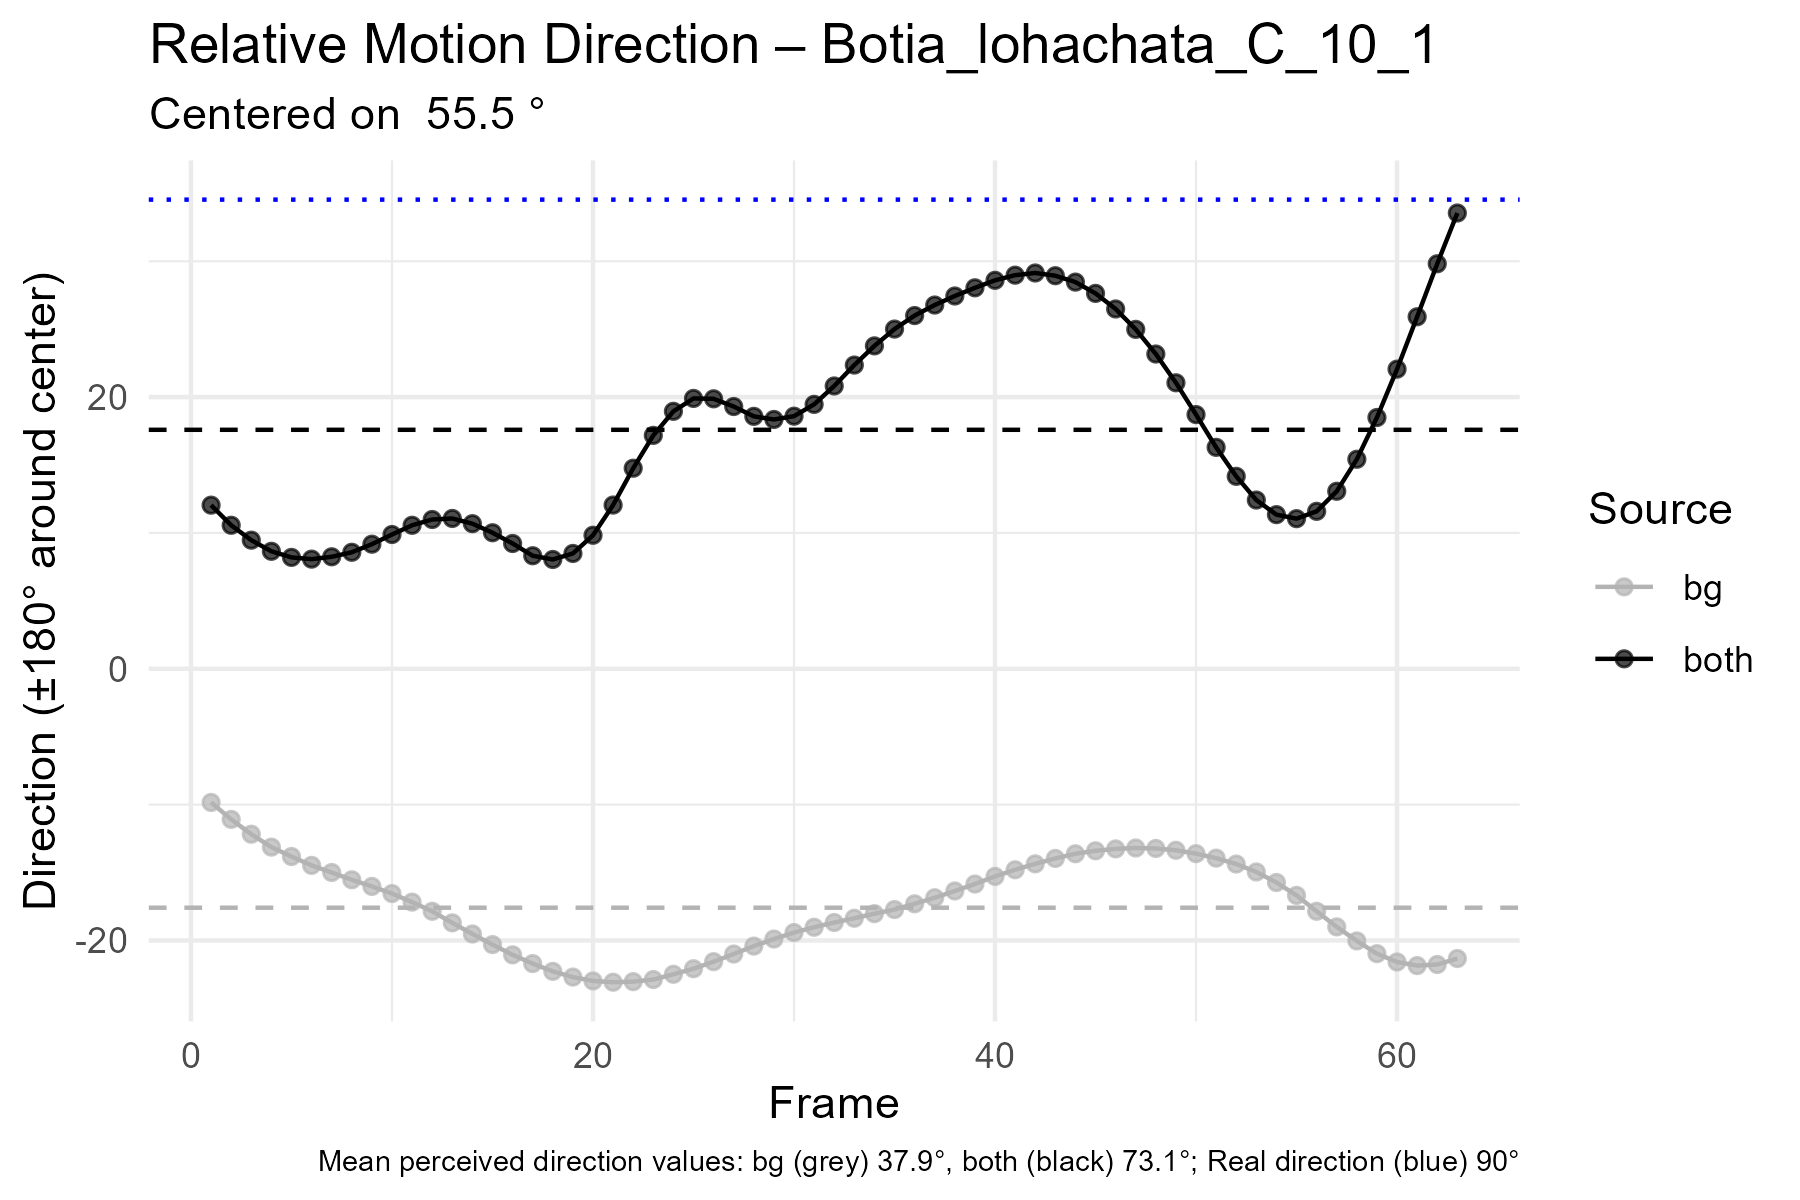 Relative Motion Direction – Botia_lohachata_C_10_1
Centered on  55.5 °
Direction (±180° around center)
20
0
-20
0
20
40
60
Frame
Source
bg
both
Mean perceived direction values: bg (grey) 37.9°, both (black) 73.1°; Real direction (blue) 90°